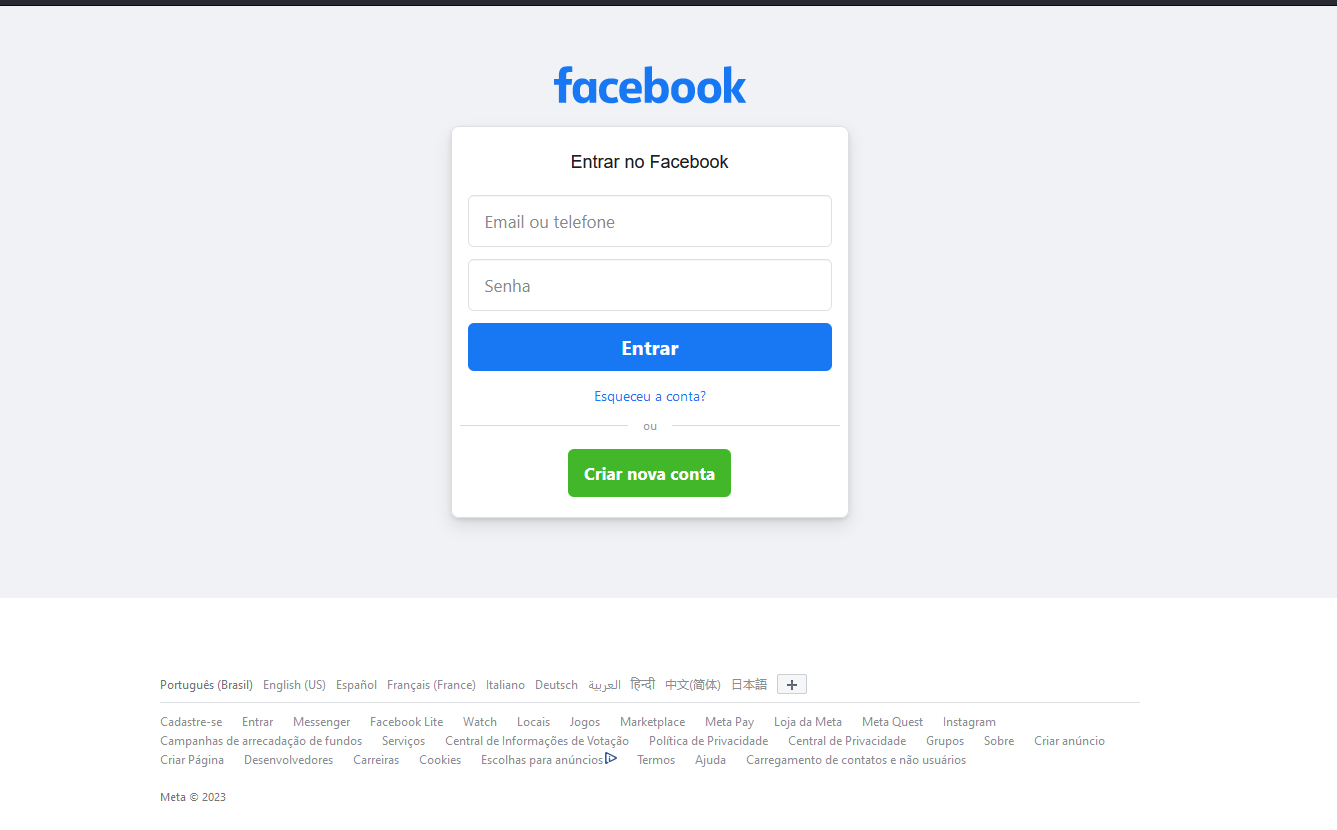 facebook
Entrar no Facebook
Email ou telefone
Senha
Entrar
Esqueceu a conta?
ou
Criar nova conta
Português (Brasil) English (US) Español Français (France) Italiano Deutsch العربية हिन्दी 中文(简体) 日本語 +
Cadastre-se Entrar Messenger Facebook Lite Watch Locais Jogos Marketplace Meta Pay Loja da Meta Meta Quest Instagram
Campanhas de arrecadação de fundos Serviços Central de Informações de Votação Política de Privacidade Central de Privacidade Grupos Sobre Criar anúncio
Criar Página Desenvolvedores Carreiras Cookies Escolhas para anúncios Termos Ajuda Carregamento de contatos e não usuários
Meta © 2023